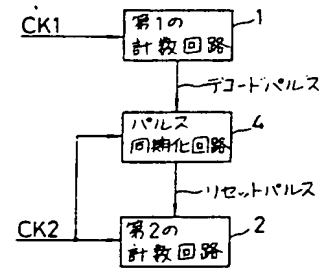 CK1
第1の
計数回路
1
デコードパルス
パルス
同期化回路
4
リセットパルス
CK2
第2の
計数回路
2